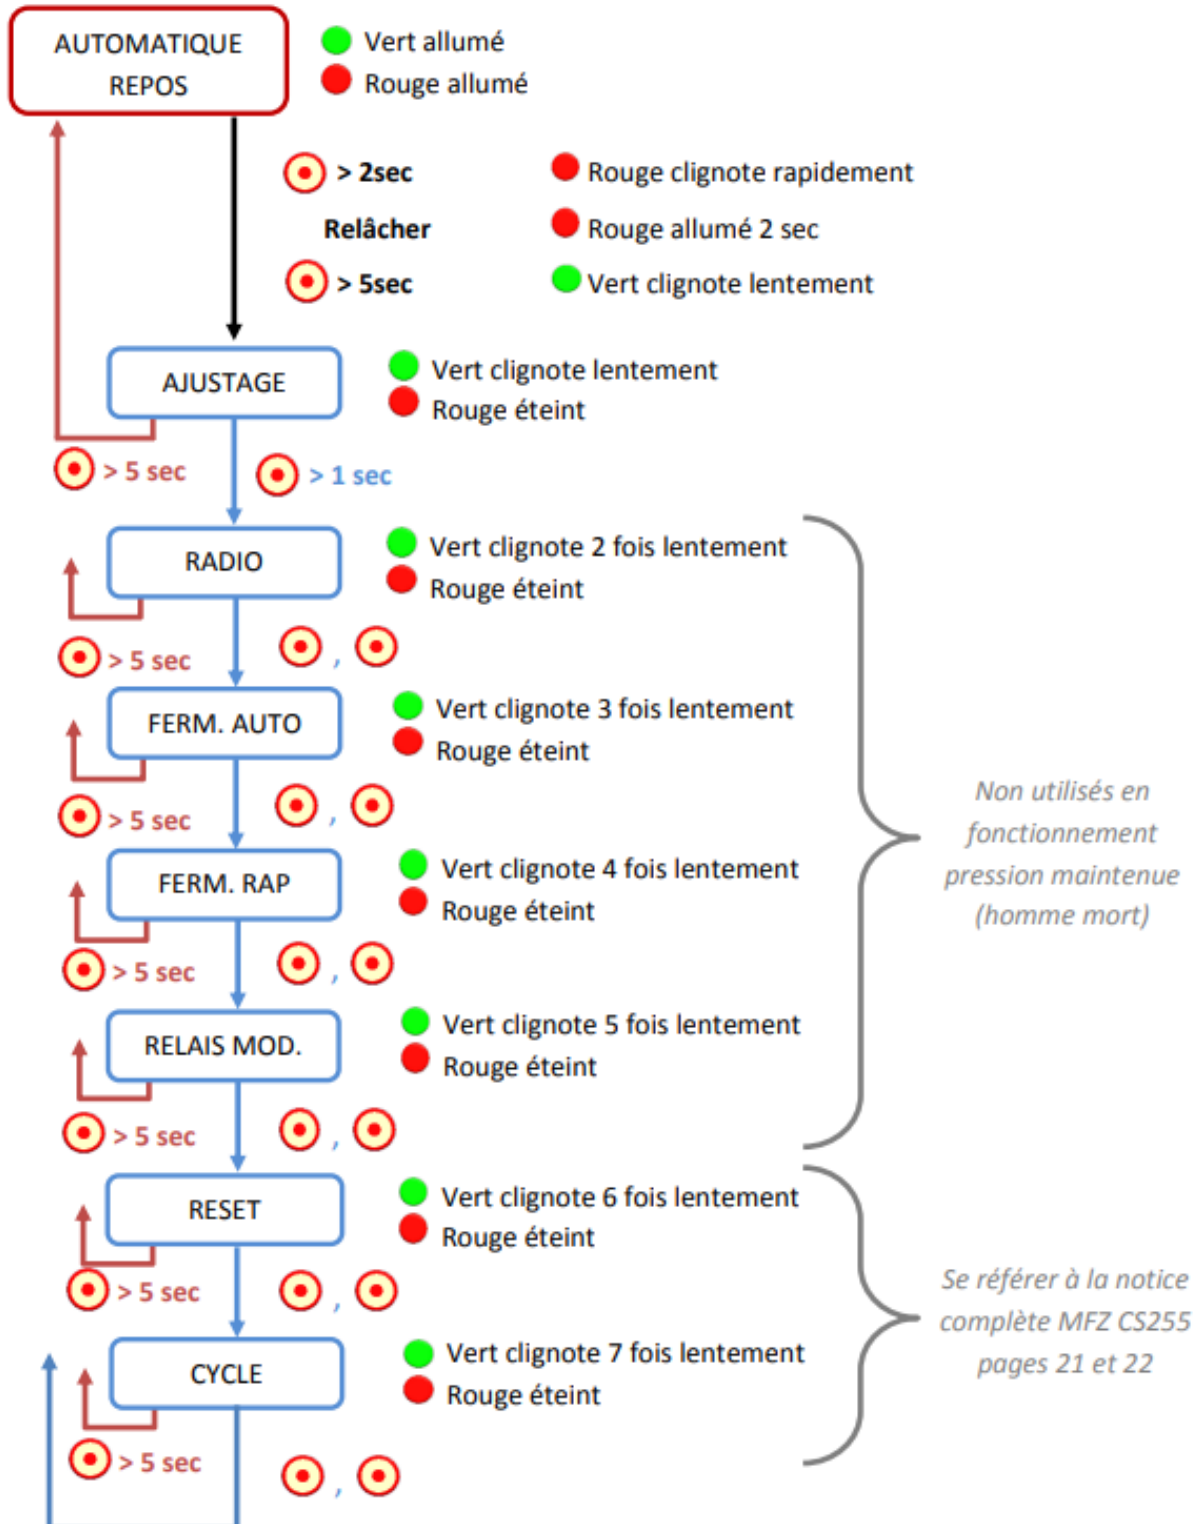 AUTOMATIQUE
REPOS
Vert allumé
Rouge allumé
> 2sec
Rouge clignote rapidement
Relâcher
Rouge allumé 2 sec
> 5sec
Vert clignote lentement
AJUSTAGE
Vert clignote lentement
Rouge éteint
> 5 sec
> 1 sec
RADIO
Vert clignote 2 fois lentement
Rouge éteint
> 5 sec
,
FERM. AUTO
Vert clignote 3 fois lentement
Rouge éteint
> 5 sec
,
Non utilisés en
fonctionnement
pression maintenue
(homme mort)
FERM. RAP
Vert clignote 4 fois lentement
Rouge éteint
> 5 sec
,
RELAIS MOD.
Vert clignote 5 fois lentement
Rouge éteint
> 5 sec
,
RESET
Vert clignote 6 fois lentement
Rouge éteint
> 5 sec
,
Se référer à la notice
complète MFZ CS255
pages 21 et 22
CYCLE
Vert clignote 7 fois lentement
Rouge éteint
> 5 sec
,